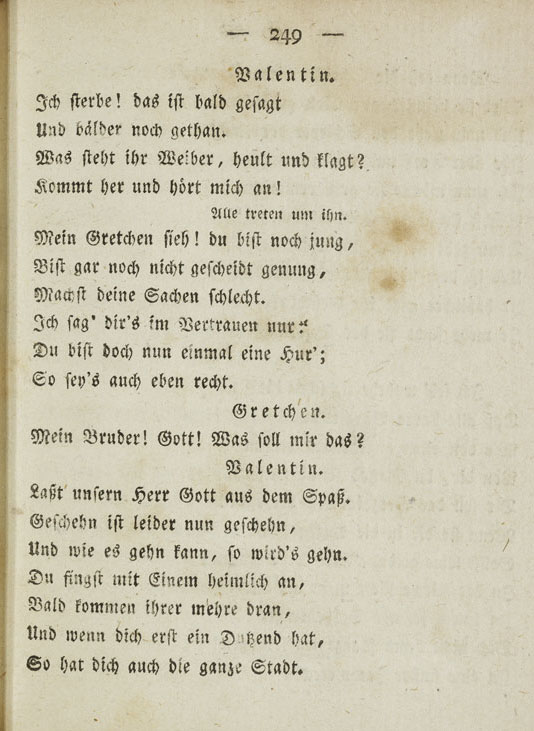 — 249 —
Valentin.
Ich sterbe! das ist bald gesagt
Und bälder noch gethan.
Was steht ihr Weiber, heult und klagt?
Kommt her und hört mich an!
Alle treten um ihn.
Mein Gretchen sieh! du bist noch jung,
Bist gar noch nicht gescheidt genung,
Machst deine Sachen schlecht.
Ich sag' dir's im Vertrauen nur:
Du bist doch nun einmal eine Hur';
So sey's auch eben recht.
Gretchen.
Mein Bruder! Gott! Was soll mir das?
Valentin.
Laßt unsern Herr Gott aus dem Spaß.
Geschehn ist leider nun geschehn,
Und wie es gehn kann, so wird's gehn.
Du fingst mit Einem heimlich an,
Bald kommen ihrer mehre dran,
Und wenn dich erst ein Dutzend hat,
So hat dich auch die ganze Stadt.